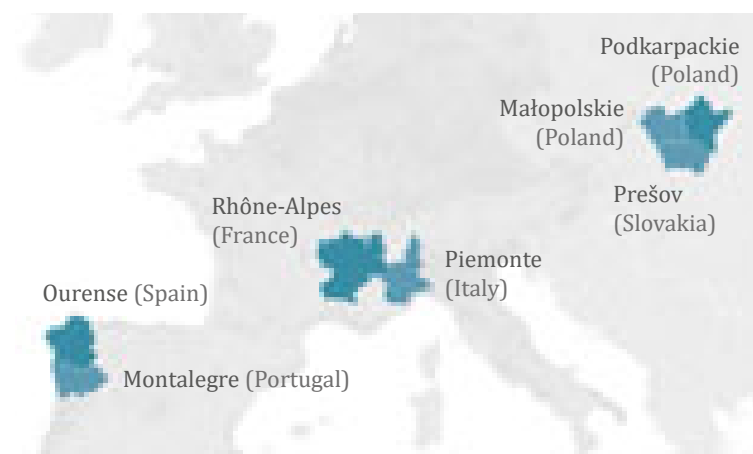 Podkarpackie
(Poland)
Małopolskie
(Poland)
Prešov
(Slovakia)
Rhône-Alpes
(France)
Piemonte
(Italy)
Ourense (Spain)
Montalegre (Portugal)